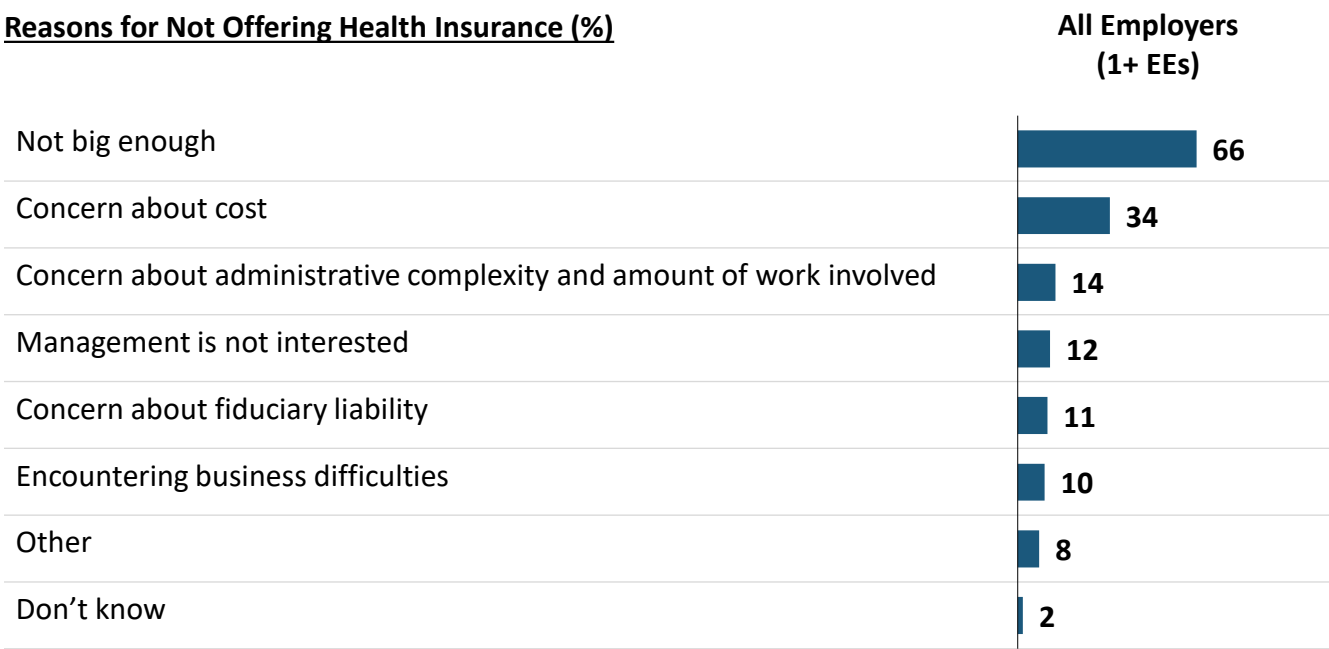 Reasons for Not Offering Health Insurance (%)
All Employers
(1+ EEs)
Not big enough 66
Concern about cost 34
Concern about administrative complexity and amount of work involved 14
Management is not interested 12
Concern about fiduciary liability 11
Encountering business difficulties 10
Other 8
Don’t know 2